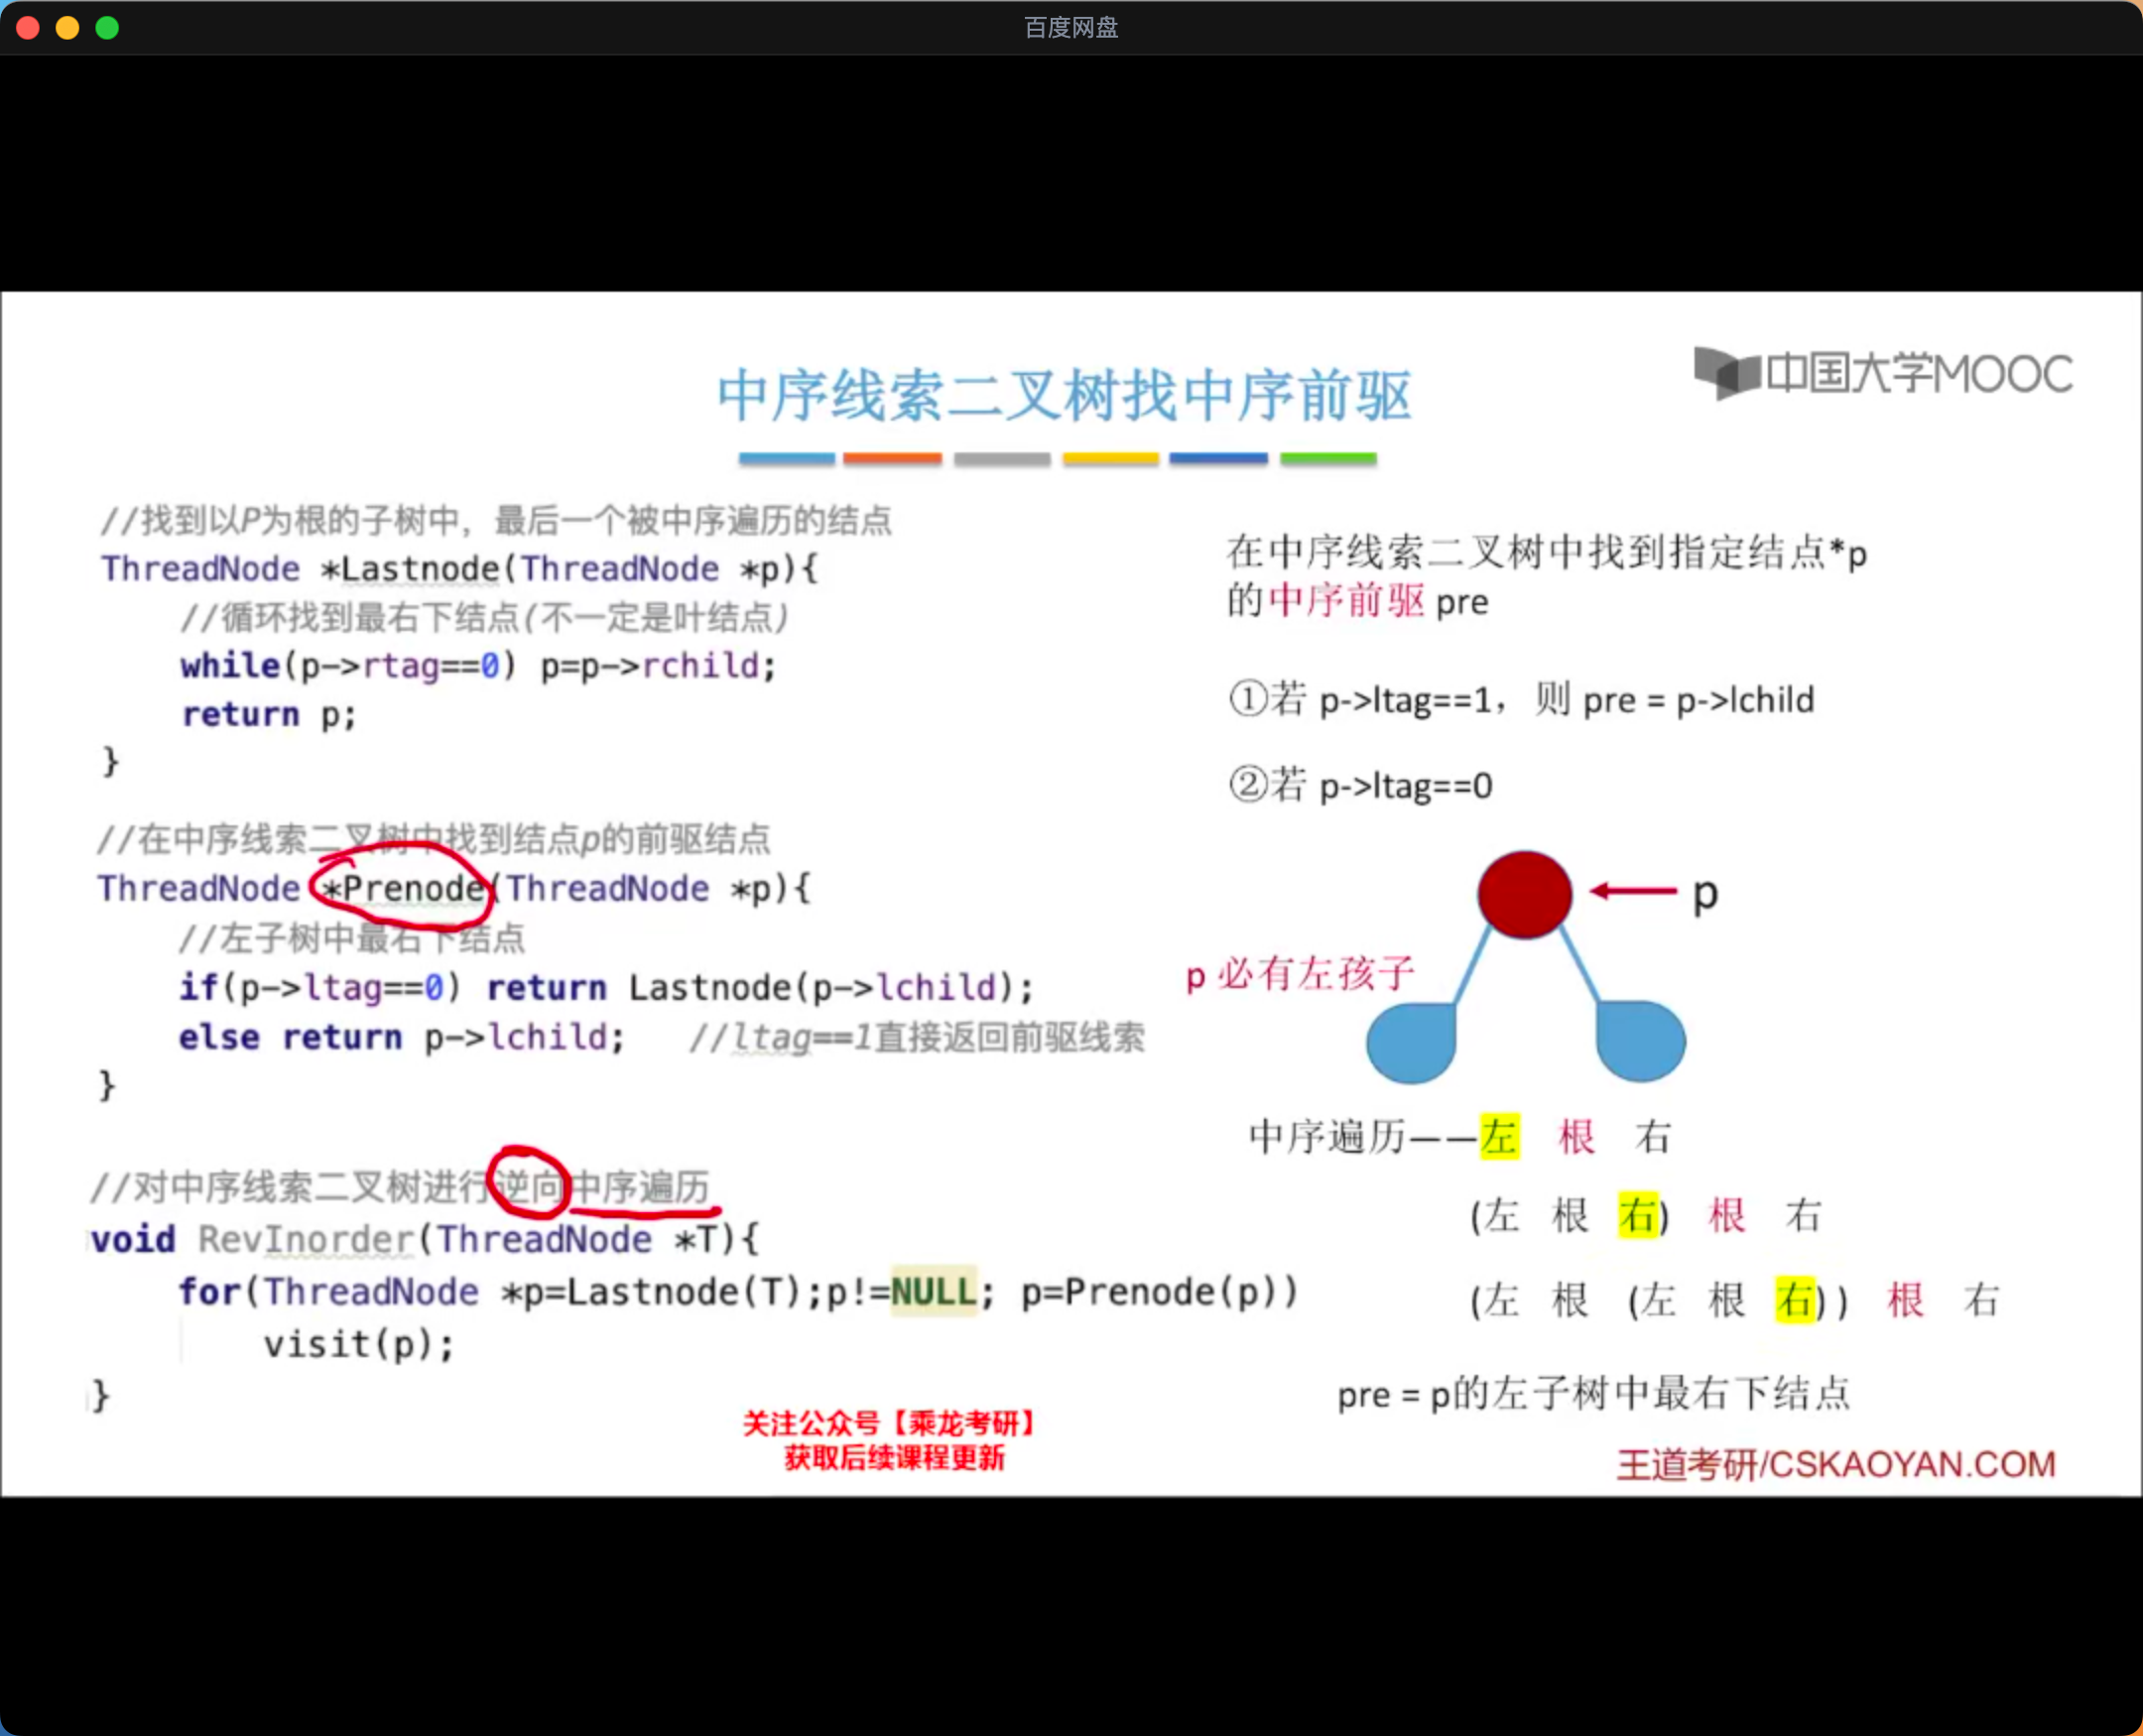 百度网盘
中国大学MOOC
中序线索二叉树找中序前驱
//找到以P为根的子树中，最后一个被中序遍历的结点
ThreadNode *Lastnode(ThreadNode *p){
//循环找到最右下结点(不一定是叶结点)
while(p->rtag==0) p=p->rchild;
return p;
}
//在中序线索二叉树中找到结点p的前驱结点
ThreadNode *Prenode(ThreadNode *p){
//左子树中最右下结点
if(p->ltag==0) return Lastnode(p->lchild);
else return p->lchild; //ltag==1直接返回前驱线索
}
//对中序线索二叉树进行逆向中序遍历
void RevInorder(ThreadNode *T){
for(ThreadNode *p=Lastnode(T);p!=NULL; p=Prenode(p))
visit(p);
}
在中序线索二叉树中找到指定结点*p
的中序前驱 pre
①若 p->ltag==1，则 pre = p->lchild
②若 p->ltag==0
p
p 必有左孩子
中序遍历——左 根 右
(左 根 右) 根 右
(左 根 (左 根 右)) 根 右
pre = p的左子树中最右下结点
关注公众号【乘龙考研】
获取后续课程更新
王道考研/CSKAOYAN.COM